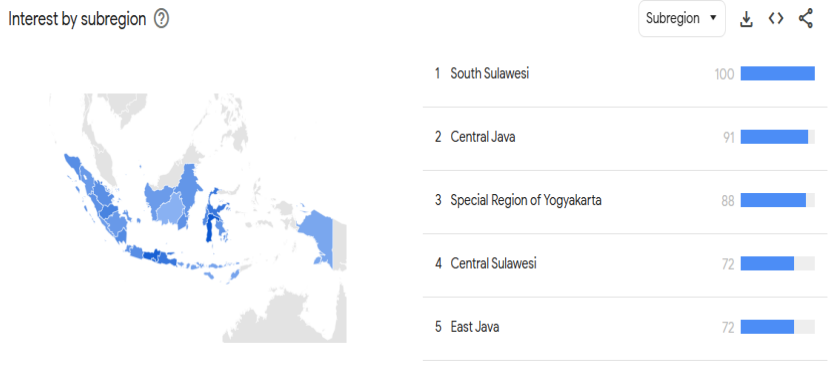 Interest by subregion ?
Subregion
1 South Sulawesi 100
2 Central Java 91
3 Special Region of Yogyakarta 88
4 Central Sulawesi 72
5 East Java 72